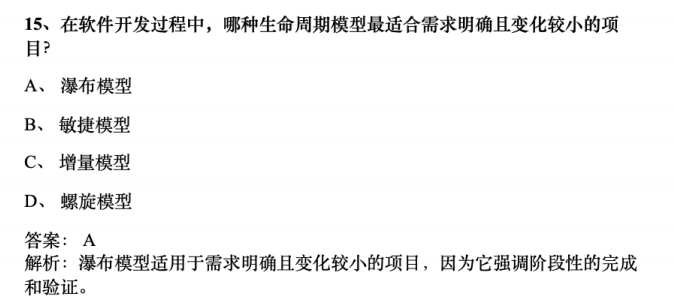 15、在软件开发过程中，哪种生命周期模型最适合需求明确且变化较小的项
目?
A、 瀑布模型
B、 敏捷模型
C、 增量模型
D、 螺旋模型
答案： A
解析：瀑布模型适用于需求明确且变化较小的项目，因为它强调阶段性的完成
和验证。